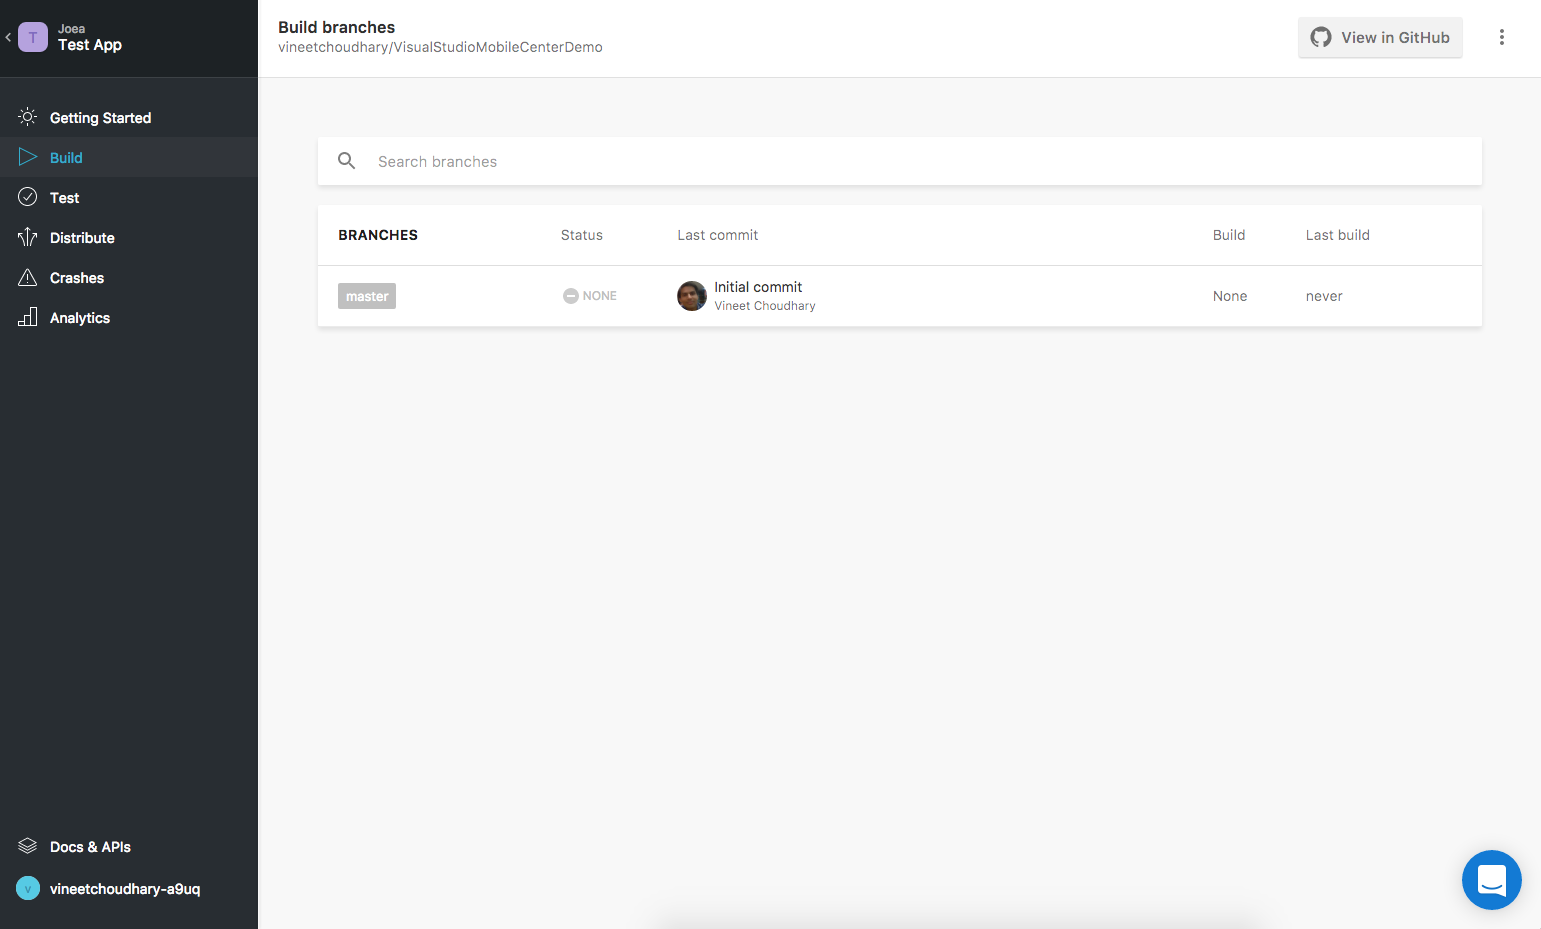 T
Joea
Test App
Getting Started
Build
Test
Distribute
Crashes
Analytics
Docs & APIs
v
vineetchoudhary-a9uq
Build branches
vineetchoudhary/VisualStudioMobileCenterDemo
View in GitHub
Search branches
BRANCHES Status Last commit Build Last build
master NONE Initial commit None never
Vineet Choudhary